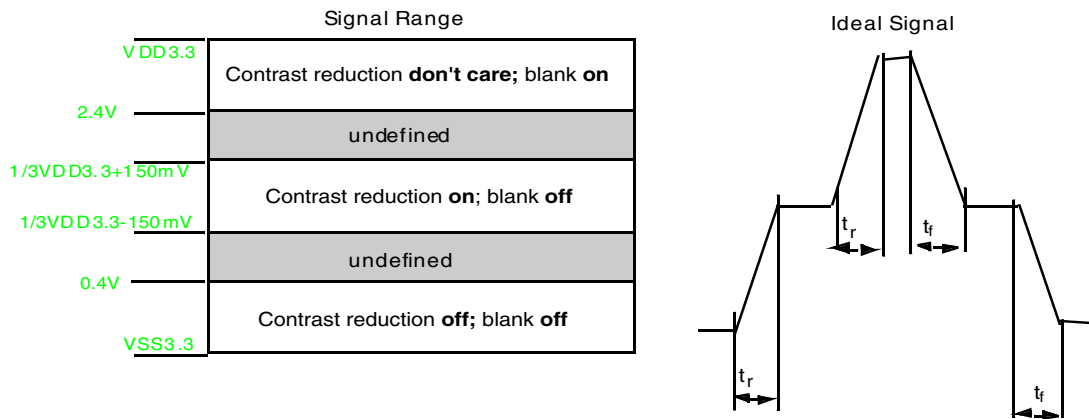 Signal Range
VDD3.3
Contrast reduction don't care; blank on
2.4V
undefined
1/3VDD3.3+150mV
Contrast reduction on; blank off
1/3VDD3.3-150mV
undefined
0.4V
Contrast reduction off; blank off
VSS3.3
Ideal Signal
tr
tf
tr
tf